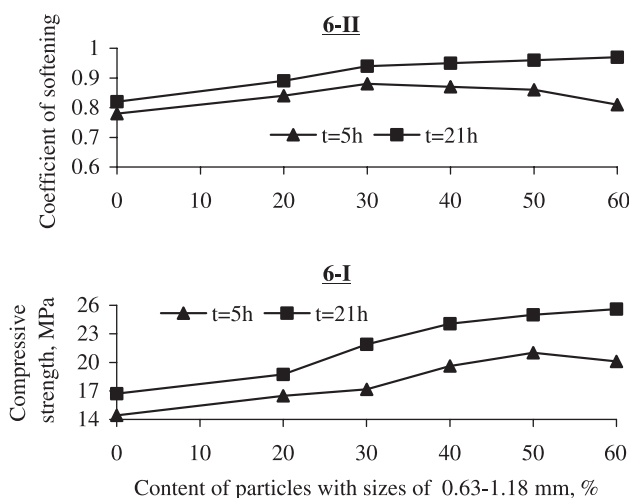 6-II
Coefficient of softening
1
0.9
0.8
0.7
0.6
t=5h t=21h
0 10 20 30 40 50 60
6-I
Compressive
strength, MPa
26
23
20
17
14
t=5h t=21h
0 10 20 30 40 50 60
Content of particles with sizes of 0.63-1.18 mm, %